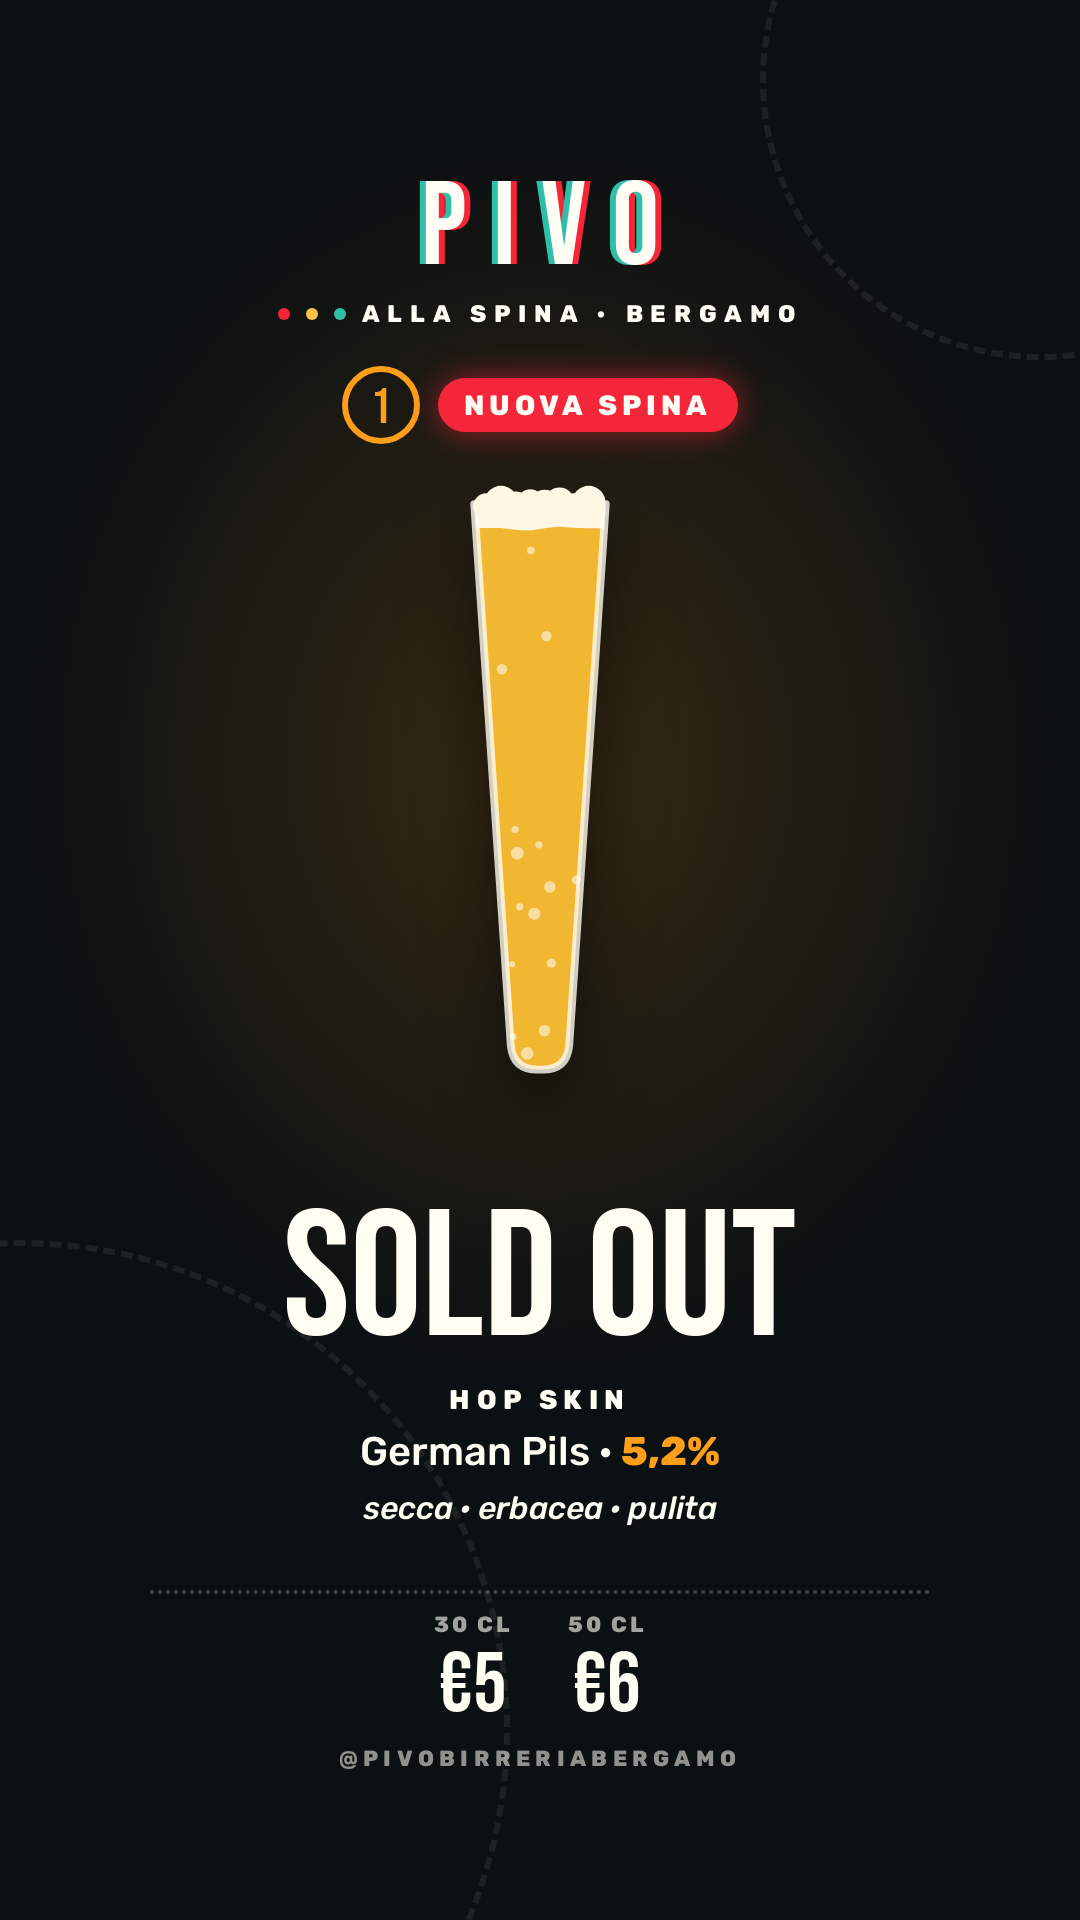 PIVO
ALLA SPINA · BERGAMO
1 NUOVA SPINA
SOLD OUT
HOP SKIN
German Pils · 5,2%
secca · erbacea · pulita
30 CL 50 CL
€5 €6
@PIVOBIRRERIABERGAMO